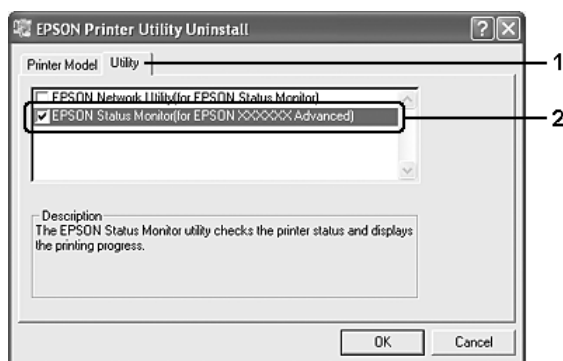 EPSON Printer Utility Uninstall
Printer Model Utility
1
EPSON Network Utility(for EPSON Status Monitor)
EPSON Status Monitor(for EPSON XXXXXX Advanced)
2
Description
The EPSON Status Monitor utility checks the printer status and displays
the printing progress.
OK Cancel